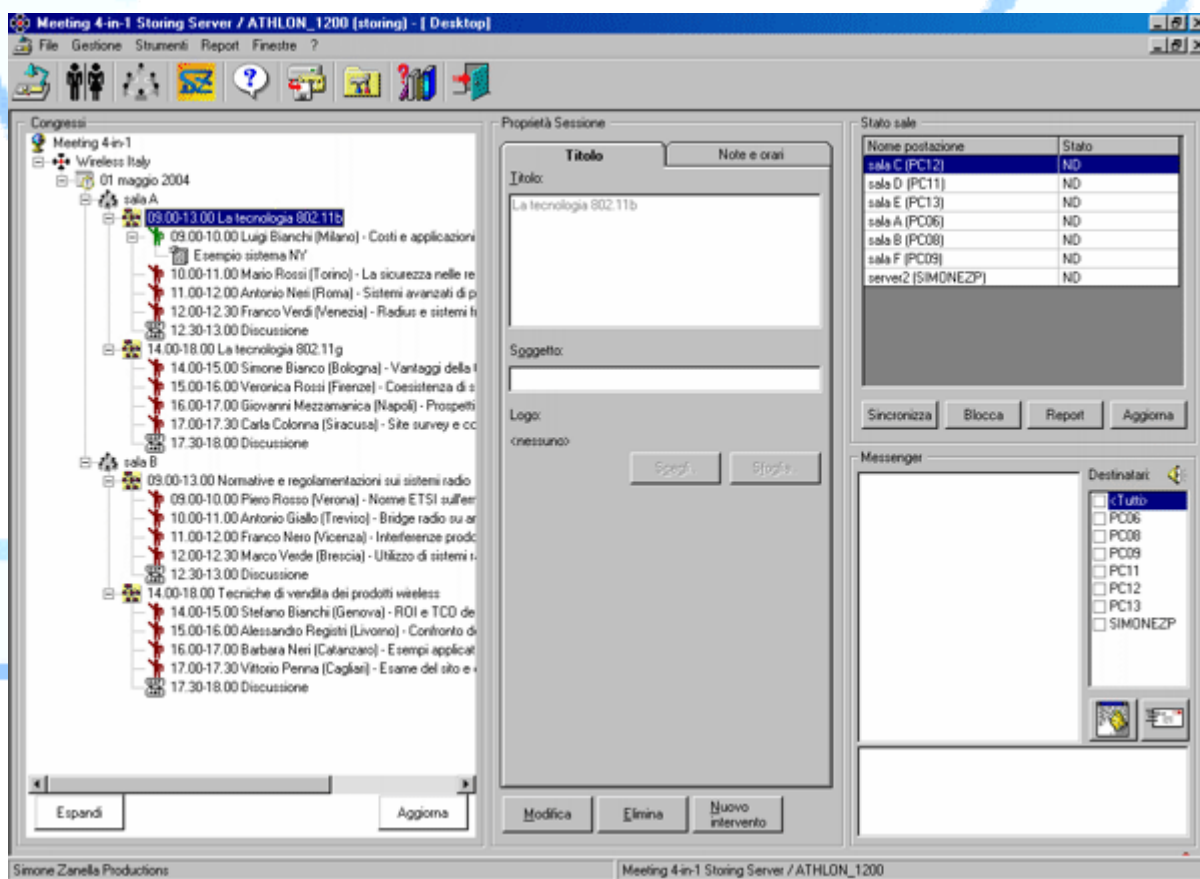 Meeting 4-in-1 Storing Server / ATHLON_1200 (storing) - [ Desktop]
File Gestione Strumenti Report Finestre ?
Congressi
Meeting 4-in-1
Wireless Italy
01 maggio 2004
sala A
09.00-13.00 La tecnologia 802.11b
09.00-10.00 Luigi Bianchi (Milano) - Costi e applicazioni
Esempio sistema NY
10.00-11.00 Mario Rossi (Torino) - La sicurezza nelle re
11.00-12.00 Antonio Neri (Roma) - Sistemi avanzati di p
12.00-12.30 Franco Verdi (Venezia) - Radius e sistemi
12.30-13.00 Discussione
14.00-18.00 La tecnologia 802.11g
14.00-15.00 Simone Bianco (Bologna) - Vantaggi della
15.00-16.00 Veronica Rossi (Firenze) - Coesistenza di s
16.00-17.00 Giovanni Mezzamanica (Napoli) - Prospetti
17.00-17.30 Carla Colonna (Siracusa) - Site survey e co
17.30-18.00 Discussione
sala B
09.00-13.00 Normative e regolamentazioni sui sistemi radio
09.00-10.00 Piero Rosso (Verona) - Norme ETSI sull'em
10.00-11.00 Antonio Giallo (Treviso) - Bridge radio su ar
11.00-12.00 Franco Nero (Vicenza) - Interferenze prodo
12.00-12.30 Marco Verde (Brescia) - Utilizzo di sistemi
12.30-13.00 Discussione
14.00-18.00 Tecniche di vendita dei prodotti wireless
14.00-15.00 Stefano Bianchi (Genova) - ROI e TCO de
15.00-16.00 Alessandro Registri (Livorno) - Confronto d
16.00-17.00 Barbara Neri (Catanzaro) - Esempi applicat
17.00-17.30 Vittorio Penna (Cagliari) - Esame del sito e
17.30-18.00 Discussione
Espandi Aggiorna
Proprietà Sessione
Titolo Note e orari
Titolo:
La tecnologia 802.11b
Soggetto:
Logo:
<nessuno>
Scegli... Sfoglia...
Modifica Elimina Nuovo
intervento
Stato sale
Nome postazione Stato
sala C (PC12) ND
sala D (PC11) ND
sala E (PC13) ND
sala A (PC06) ND
sala B (PC08) ND
sala F (PC09) ND
server2 (SIMONEZP) ND
Sincronizza Blocca Report Aggiorna
Messenger
Destinatari:
<Tutti>
PC06
PC08
PC09
PC11
PC12
PC13
SIMONEZP
Simone Zanella Productions Meeting 4-in-1 Storing Server / ATHLON_1200